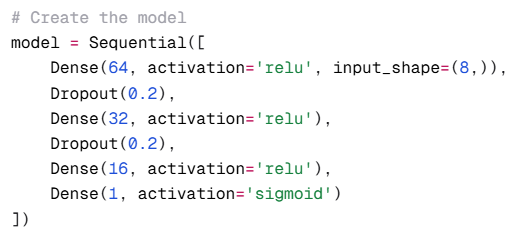 # Create the model
model = Sequential([
    Dense(64, activation='relu', input_shape=(8,)),
    Dropout(0.2),
    Dense(32, activation='relu'),
    Dropout(0.2),
    Dense(16, activation='relu'),
    Dense(1, activation='sigmoid')
])